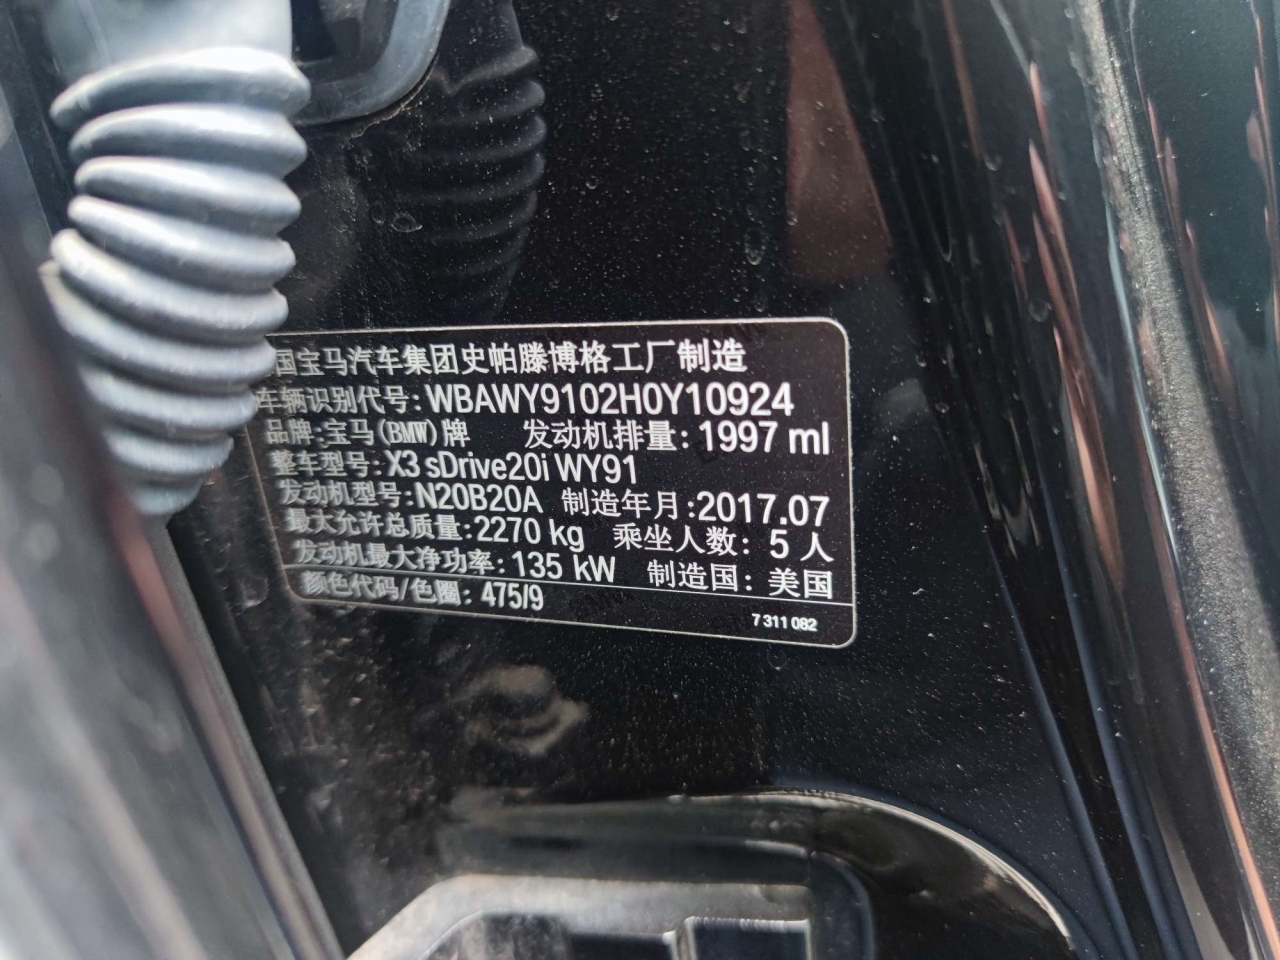 国宝马汽车集团史帕滕博格工厂制造
车辆识别代号: WBAWY9102H0Y10924
品牌: 宝马(BMW)牌 发动机排量: 1997 ml
整车型号: X3 sDrive20i WY91
发动机型号: N20B20A 制造年月: 2017.07
最大允许总质量: 2270 kg 乘坐人数: 5 人
发动机最大净功率: 135 kW 制造国: 美国
颜色代码/色圈: 475/9
7 311 082